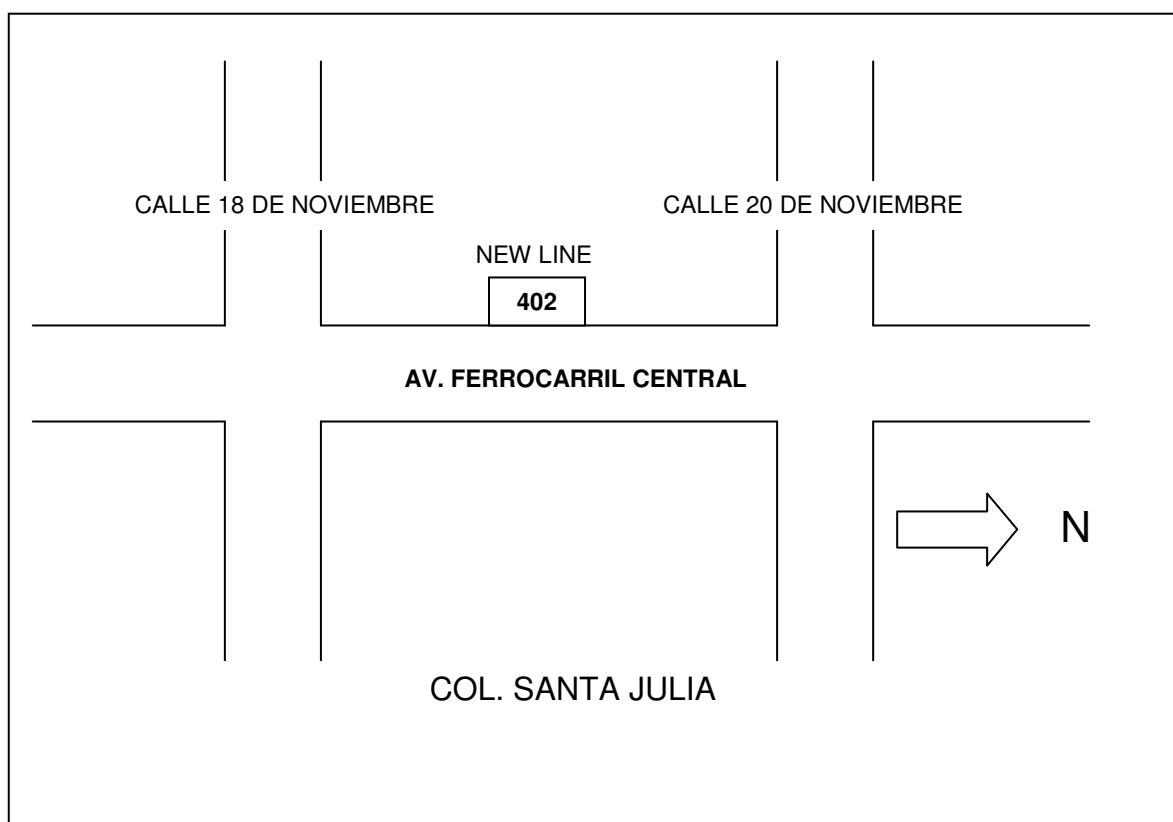 CALLE 18 DE NOVIEMBRE
CALLE 20 DE NOVIEMBRE
NEW LINE
402
AV. FERROCARRIL CENTRAL
N
COL. SANTA JULIA